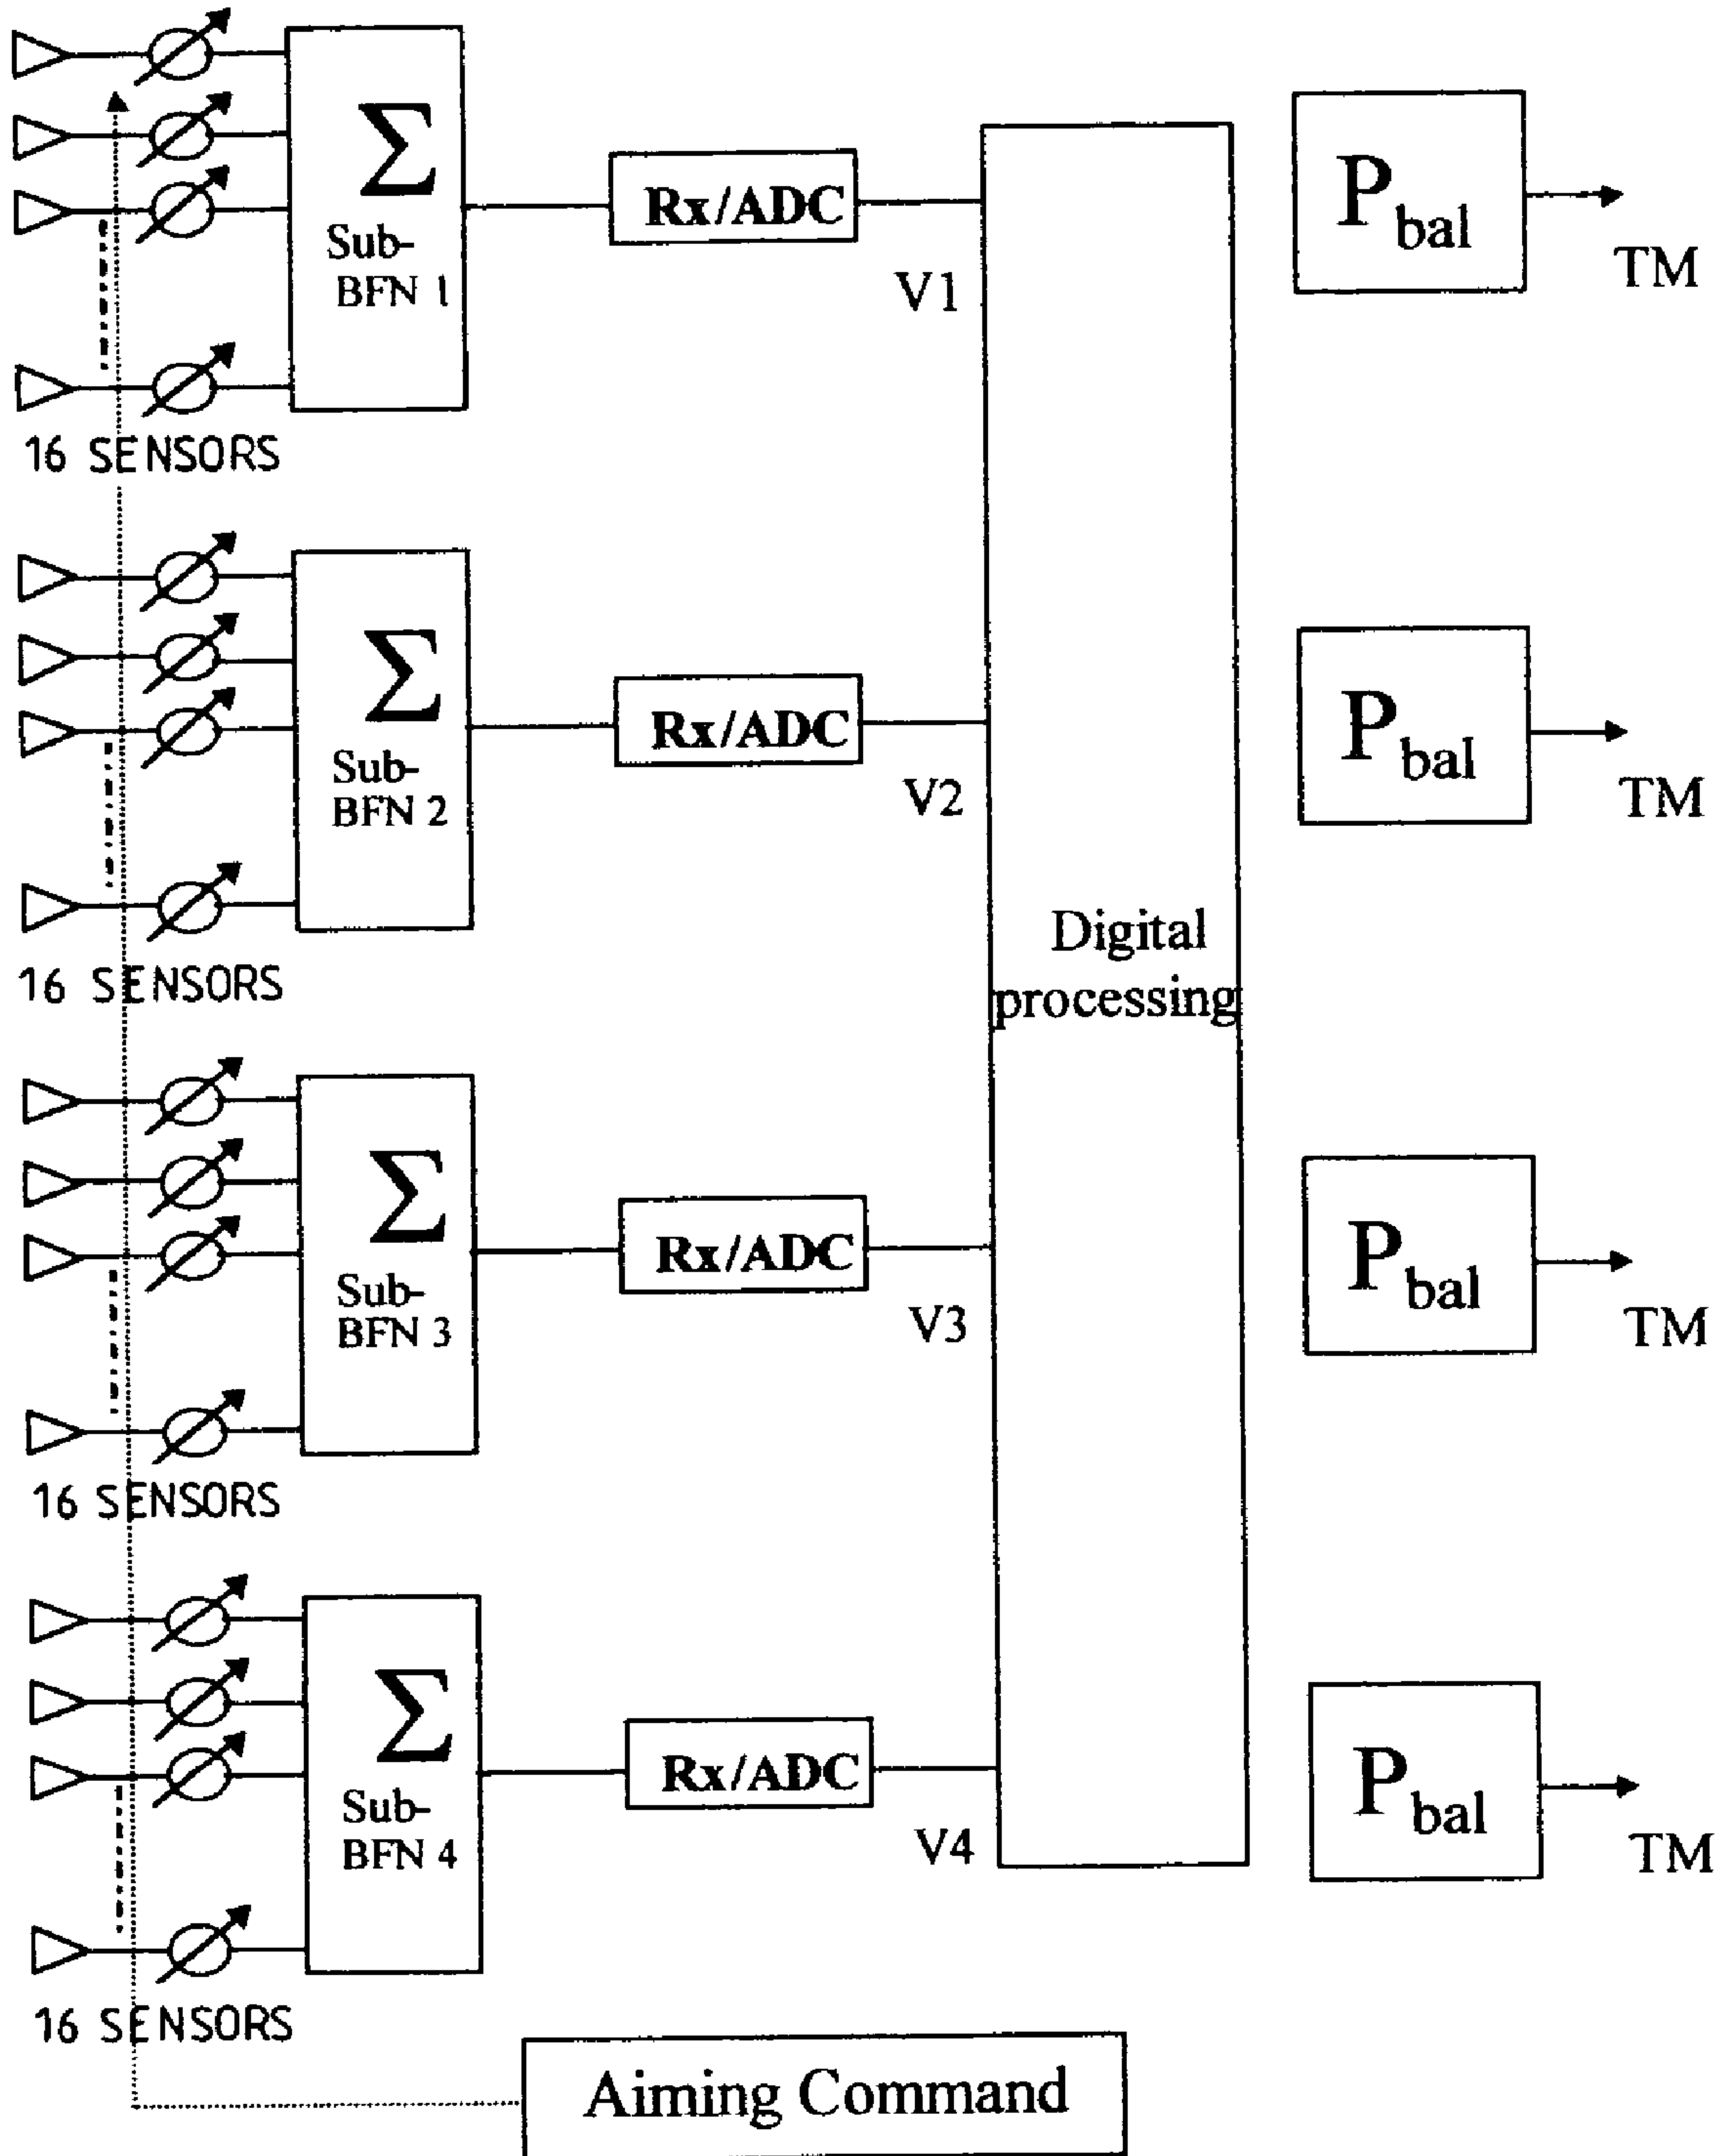 Σ
Sub-
BFN 1
Rx/ADC
V1
P bal
TM
16 SENSORS
Σ
Sub-
BFN 2
Rx/ADC
V2
P bal
TM
16 SENSORS
Digital
processing
Σ
Sub-
BFN 3
Rx/ADC
V3
P bal
TM
16 SENSORS
Σ
Sub-
BFN 4
Rx/ADC
V4
P bal
TM
16 SENSORS
Aiming Command